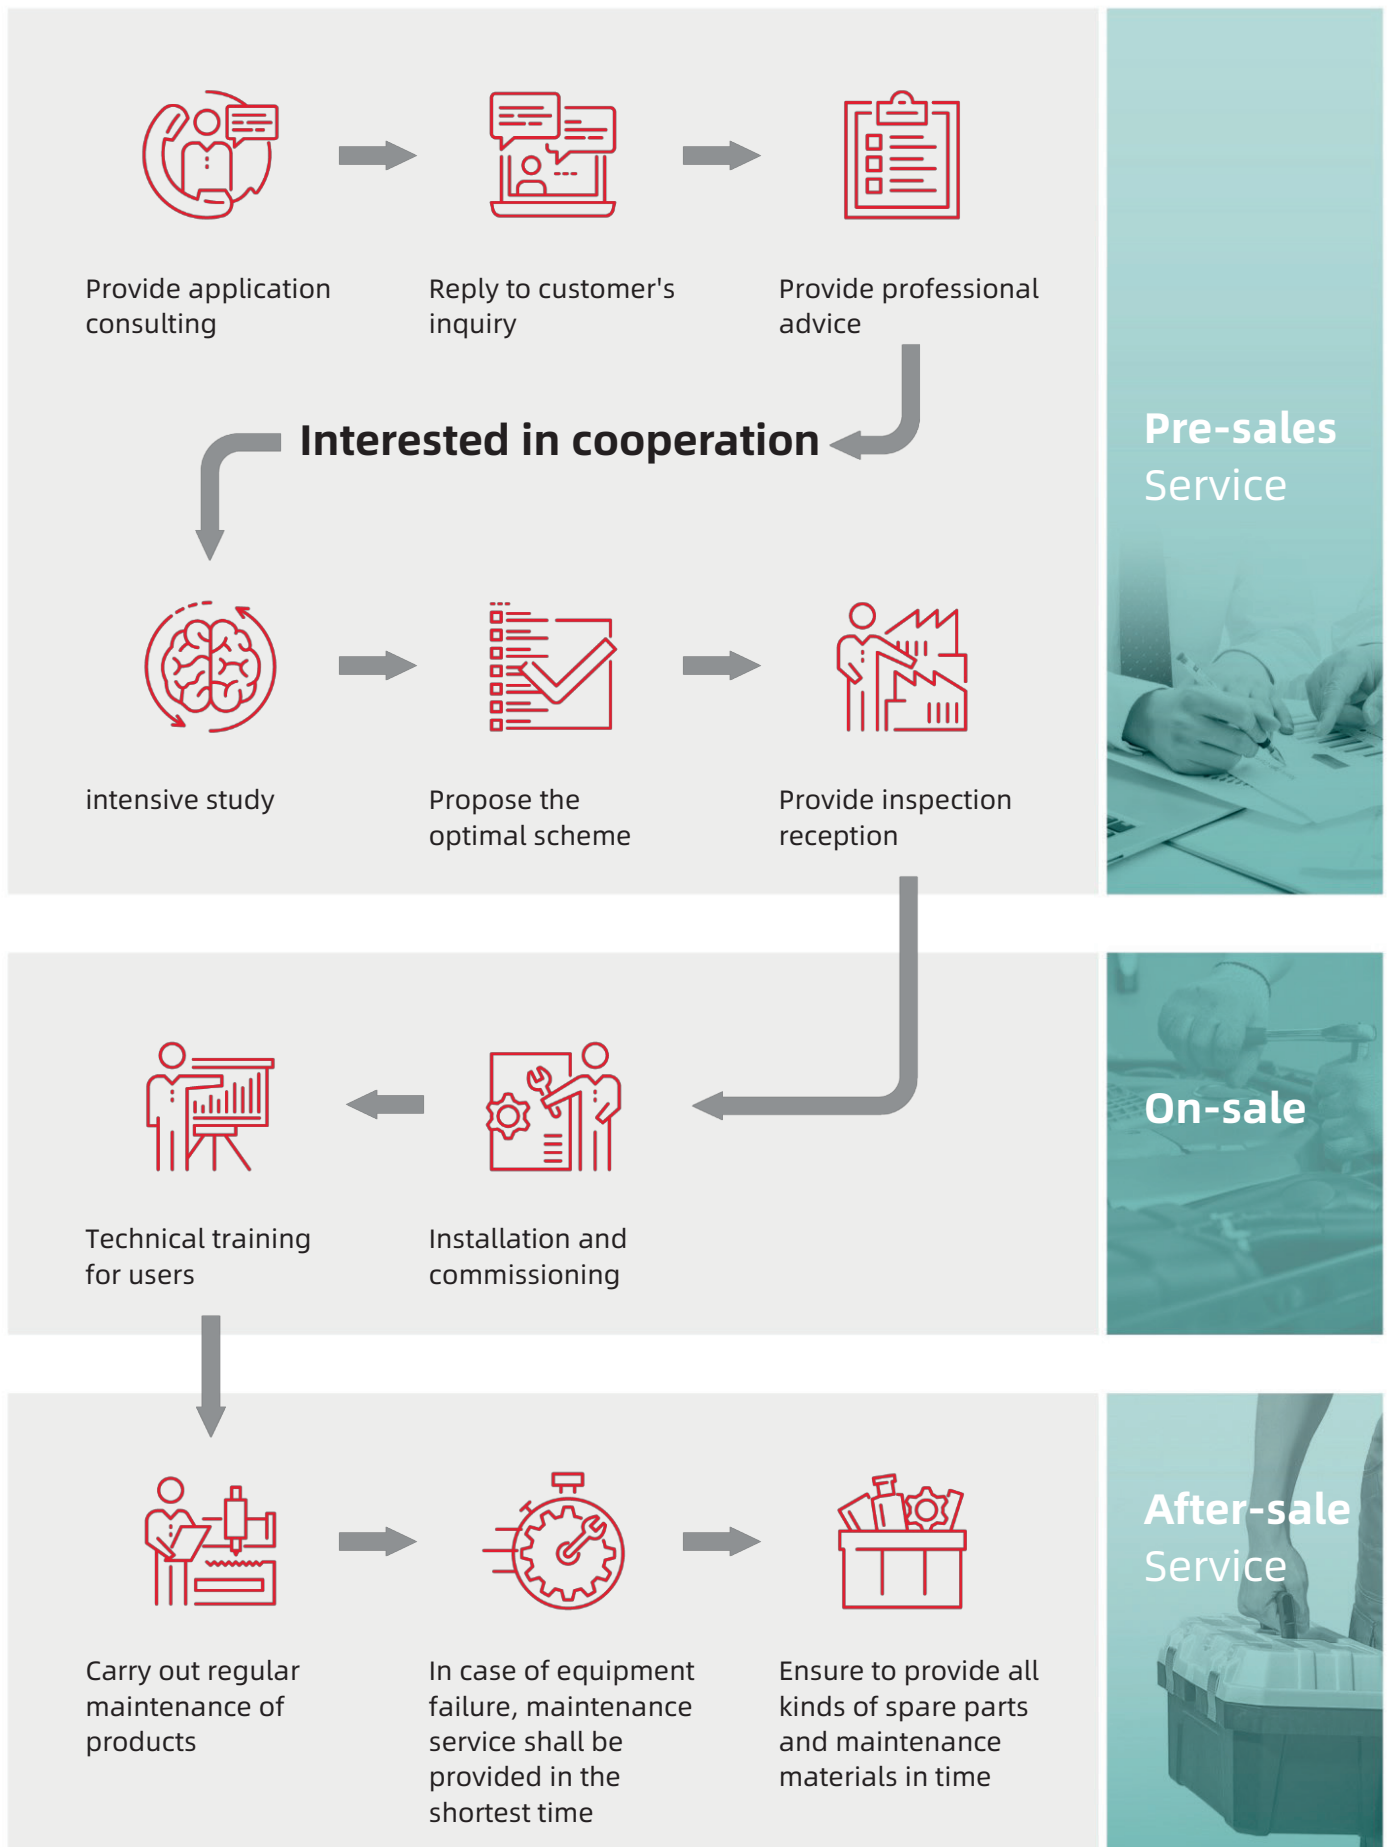 Provide application
consulting
Reply to customer's
inquiry
Provide professional
advice
Interested in cooperation
Pre-sales
Service
intensive study
Propose the
optimal scheme
Provide inspection
reception
On-sale
Technical training
for users
Installation and
commissioning
After-sale
Service
Carry out regular
maintenance of
products
In case of equipment
failure, maintenance
service shall be
provided in the
shortest time
Ensure to provide all
kinds of spare parts
and maintenance
materials in time